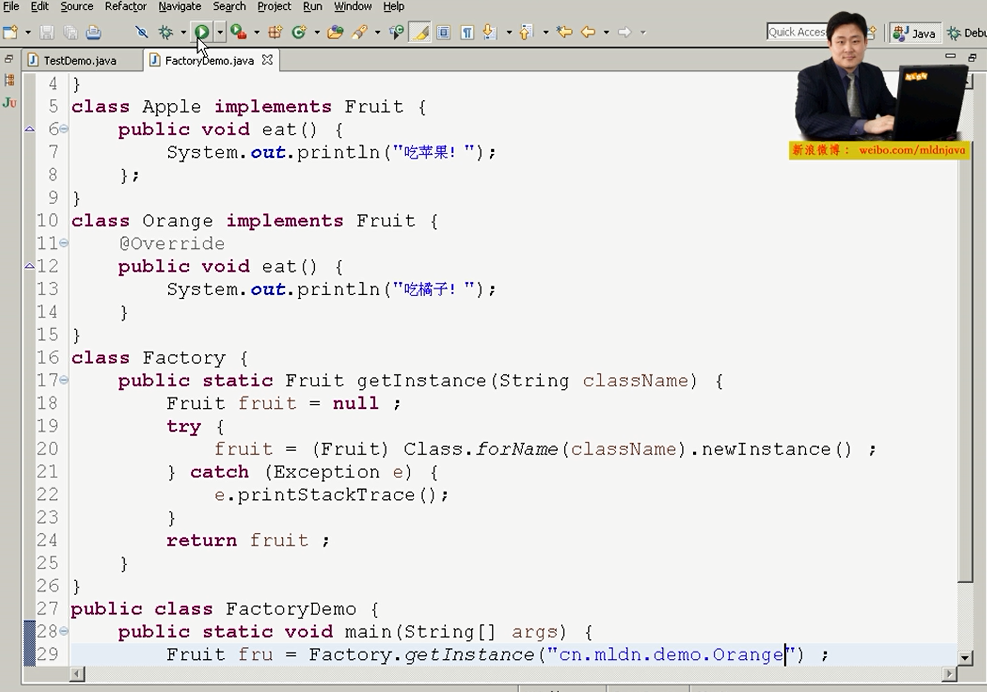 File Edit Source Refactor Navigate Search Project Run Window Help
Quick Access
Java
Debu
TestDemo.java
FactoryDemo.java
Ju
4 }
5 class Apple implements Fruit {
6 public void eat() {
7 System.out.println("吃苹果! ");
8 };
9 }
10 class Orange implements Fruit {
11 @Override
12 public void eat() {
13 System.out.println("吃橘子! ");
14 }
15 }
16 class Factory {
17 public static Fruit getInstance(String className) {
18 Fruit fruit = null ;
19 try {
20 fruit = (Fruit) Class.forName(className).newInstance() ;
21 } catch (Exception e) {
22 e.printStackTrace();
23 }
24 return fruit ;
25 }
26 }
27 public class FactoryDemo {
28 public static void main(String[] args) {
29 Fruit fru = Factory.getInstance("cn.mldn.demo.Orange") ;
新浪微博： weibo.com/mldnjava